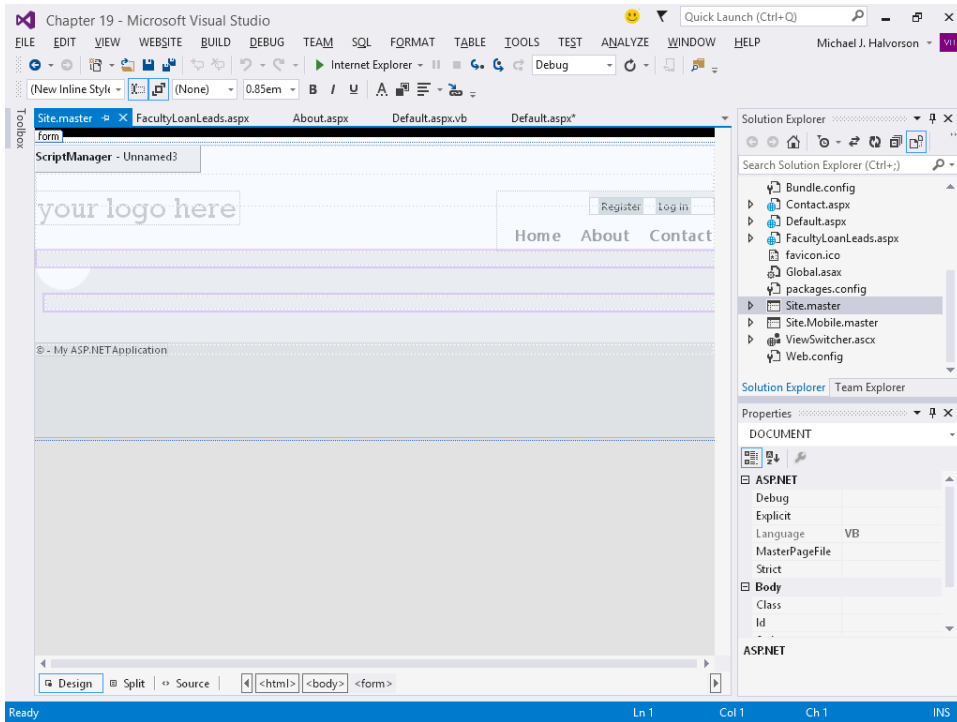 Chapter 19 - Microsoft Visual Studio
Quick Launch (Ctrl+Q)
FILE EDIT VIEW WEBSITE BUILD DEBUG TEAM SQL FORMAT TABLE TOOLS TEST ANALYZE WINDOW HELP
Michael J. Halvorson
Internet Explorer
Debug
(New Inline Style
(None)
0.85em
B I U A
Toolbox
Site.master
FacultyLoanLeads.aspx
About.aspx
Default.aspx.vb
Default.aspx*
form
ScriptManager - Unnamed3
your logo here
Register Log in
Home About Contact
© - My ASP.NET Application
Design
Split
Source
<html>
<body>
<form>
Solution Explorer
Search Solution Explorer (Ctrl+;)
Bundle.config
Contact.aspx
Default.aspx
FacultyLoanLeads.aspx
favicon.ico
Global.asax
packages.config
Site.master
Site.Mobile.master
ViewSwitcher.ascx
Web.config
Solution Explorer Team Explorer
Properties
DOCUMENT
ASP.NET
Debug
Explicit
Language VB
MasterPageFile
Strict
Body
Class
Id
ASP.NET
Ready
Ln 1
Col 1
Ch 1
INS